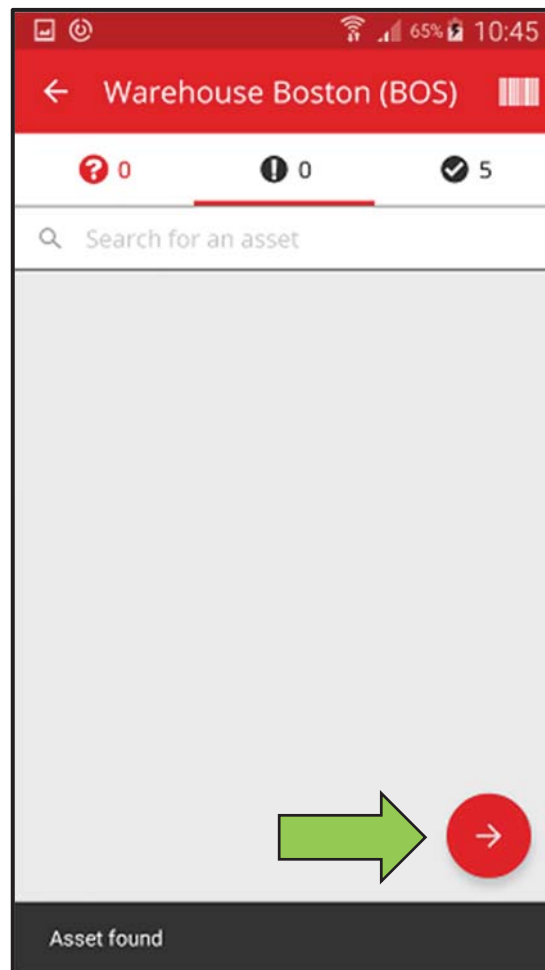 65% 10:45
Warehouse Boston (BOS)
0 0 5
Search for an asset
Asset found